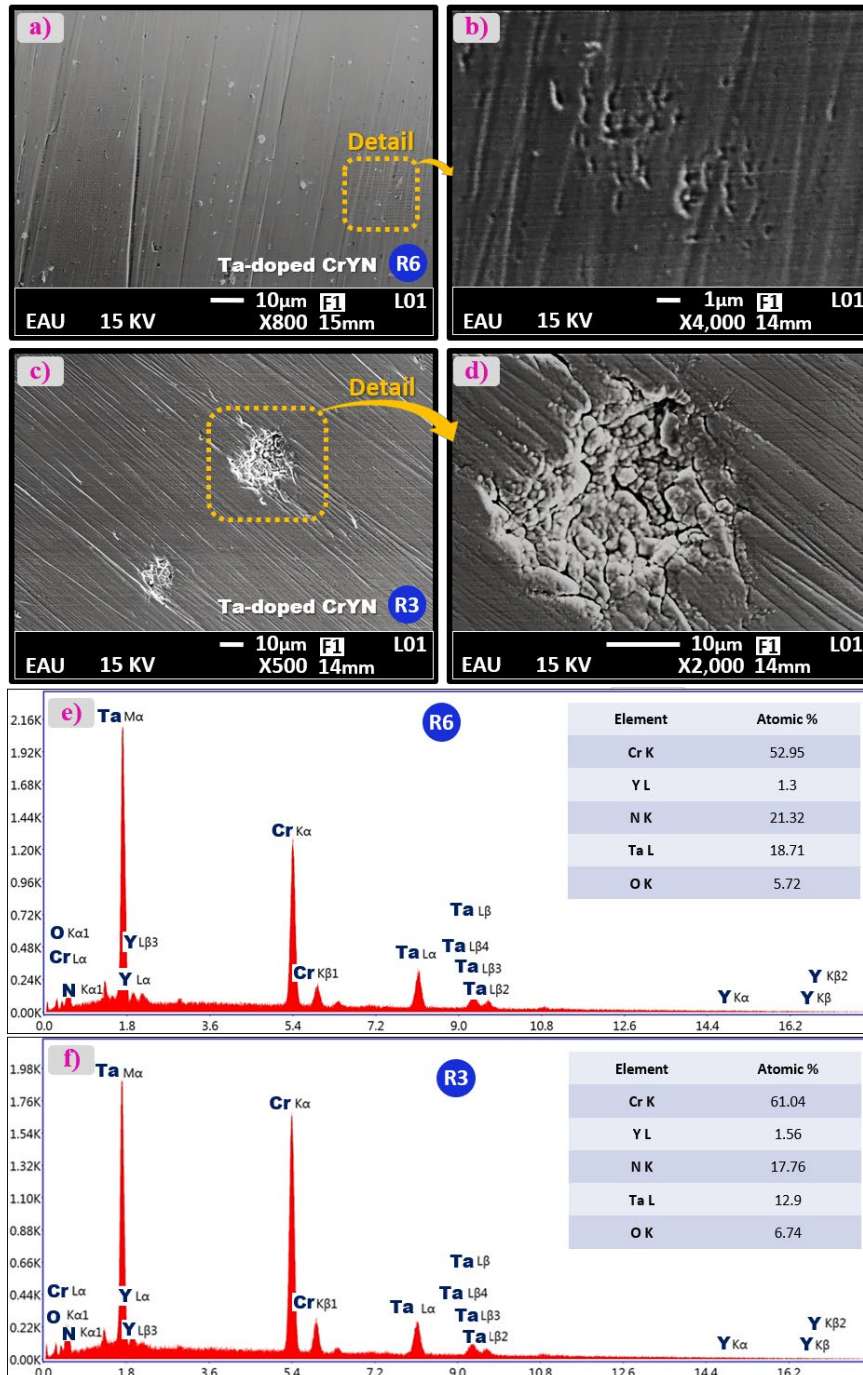 a)
Detail
Ta-doped CrYN R6
10µm F1 L01
EAU 15 KV X800 15mm
b)
1µm F1 L01
EAU 15 KV X4,000 14mm
c)
Detail
Ta-doped CrYN R3
10µm F1 L01
EAU 15 KV X500 14mm
d)
10µm F1 L01
EAU 15 KV X2,000 14mm
e)
R6
Ta Mα
Cr Kα
O Kα1
Cr Lα
N Kα1
Y Lβ3
Y Lα
Cr Kβ1
Ta Lα
Ta Lβ
Ta Lβ4
Ta Lβ3
Ta Lβ2
Y Kα
Y Kβ2
Y Kβ
2.16K
1.92K
1.68K
1.44K
1.20K
0.96K
0.72K
0.48K
0.24K
0.00K
0.0 1.8 3.6 5.4 7.2 9.0 10.8 12.6 14.4 16.2
Element Atomic %
Cr K 52.95
Y L 1.3
N K 21.32
Ta L 18.71
O K 5.72
f)
R3
Ta Mα
Cr Kα
Cr Lα
O Kα1
N Kα1
Y Lα
Y Lβ3
Cr Kβ1
Ta Lα
Ta Lβ
Ta Lβ4
Ta Lβ3
Ta Lβ2
Y Kα
Y Kβ2
Y Kβ
1.98K
1.76K
1.54K
1.32K
1.10K
0.88K
0.66K
0.44K
0.22K
0.00K
0.0 1.8 3.6 5.4 7.2 9.0 10.8 12.6 14.4 16.2
Element Atomic %
Cr K 61.04
Y L 1.56
N K 17.76
Ta L 12.9
O K 6.74